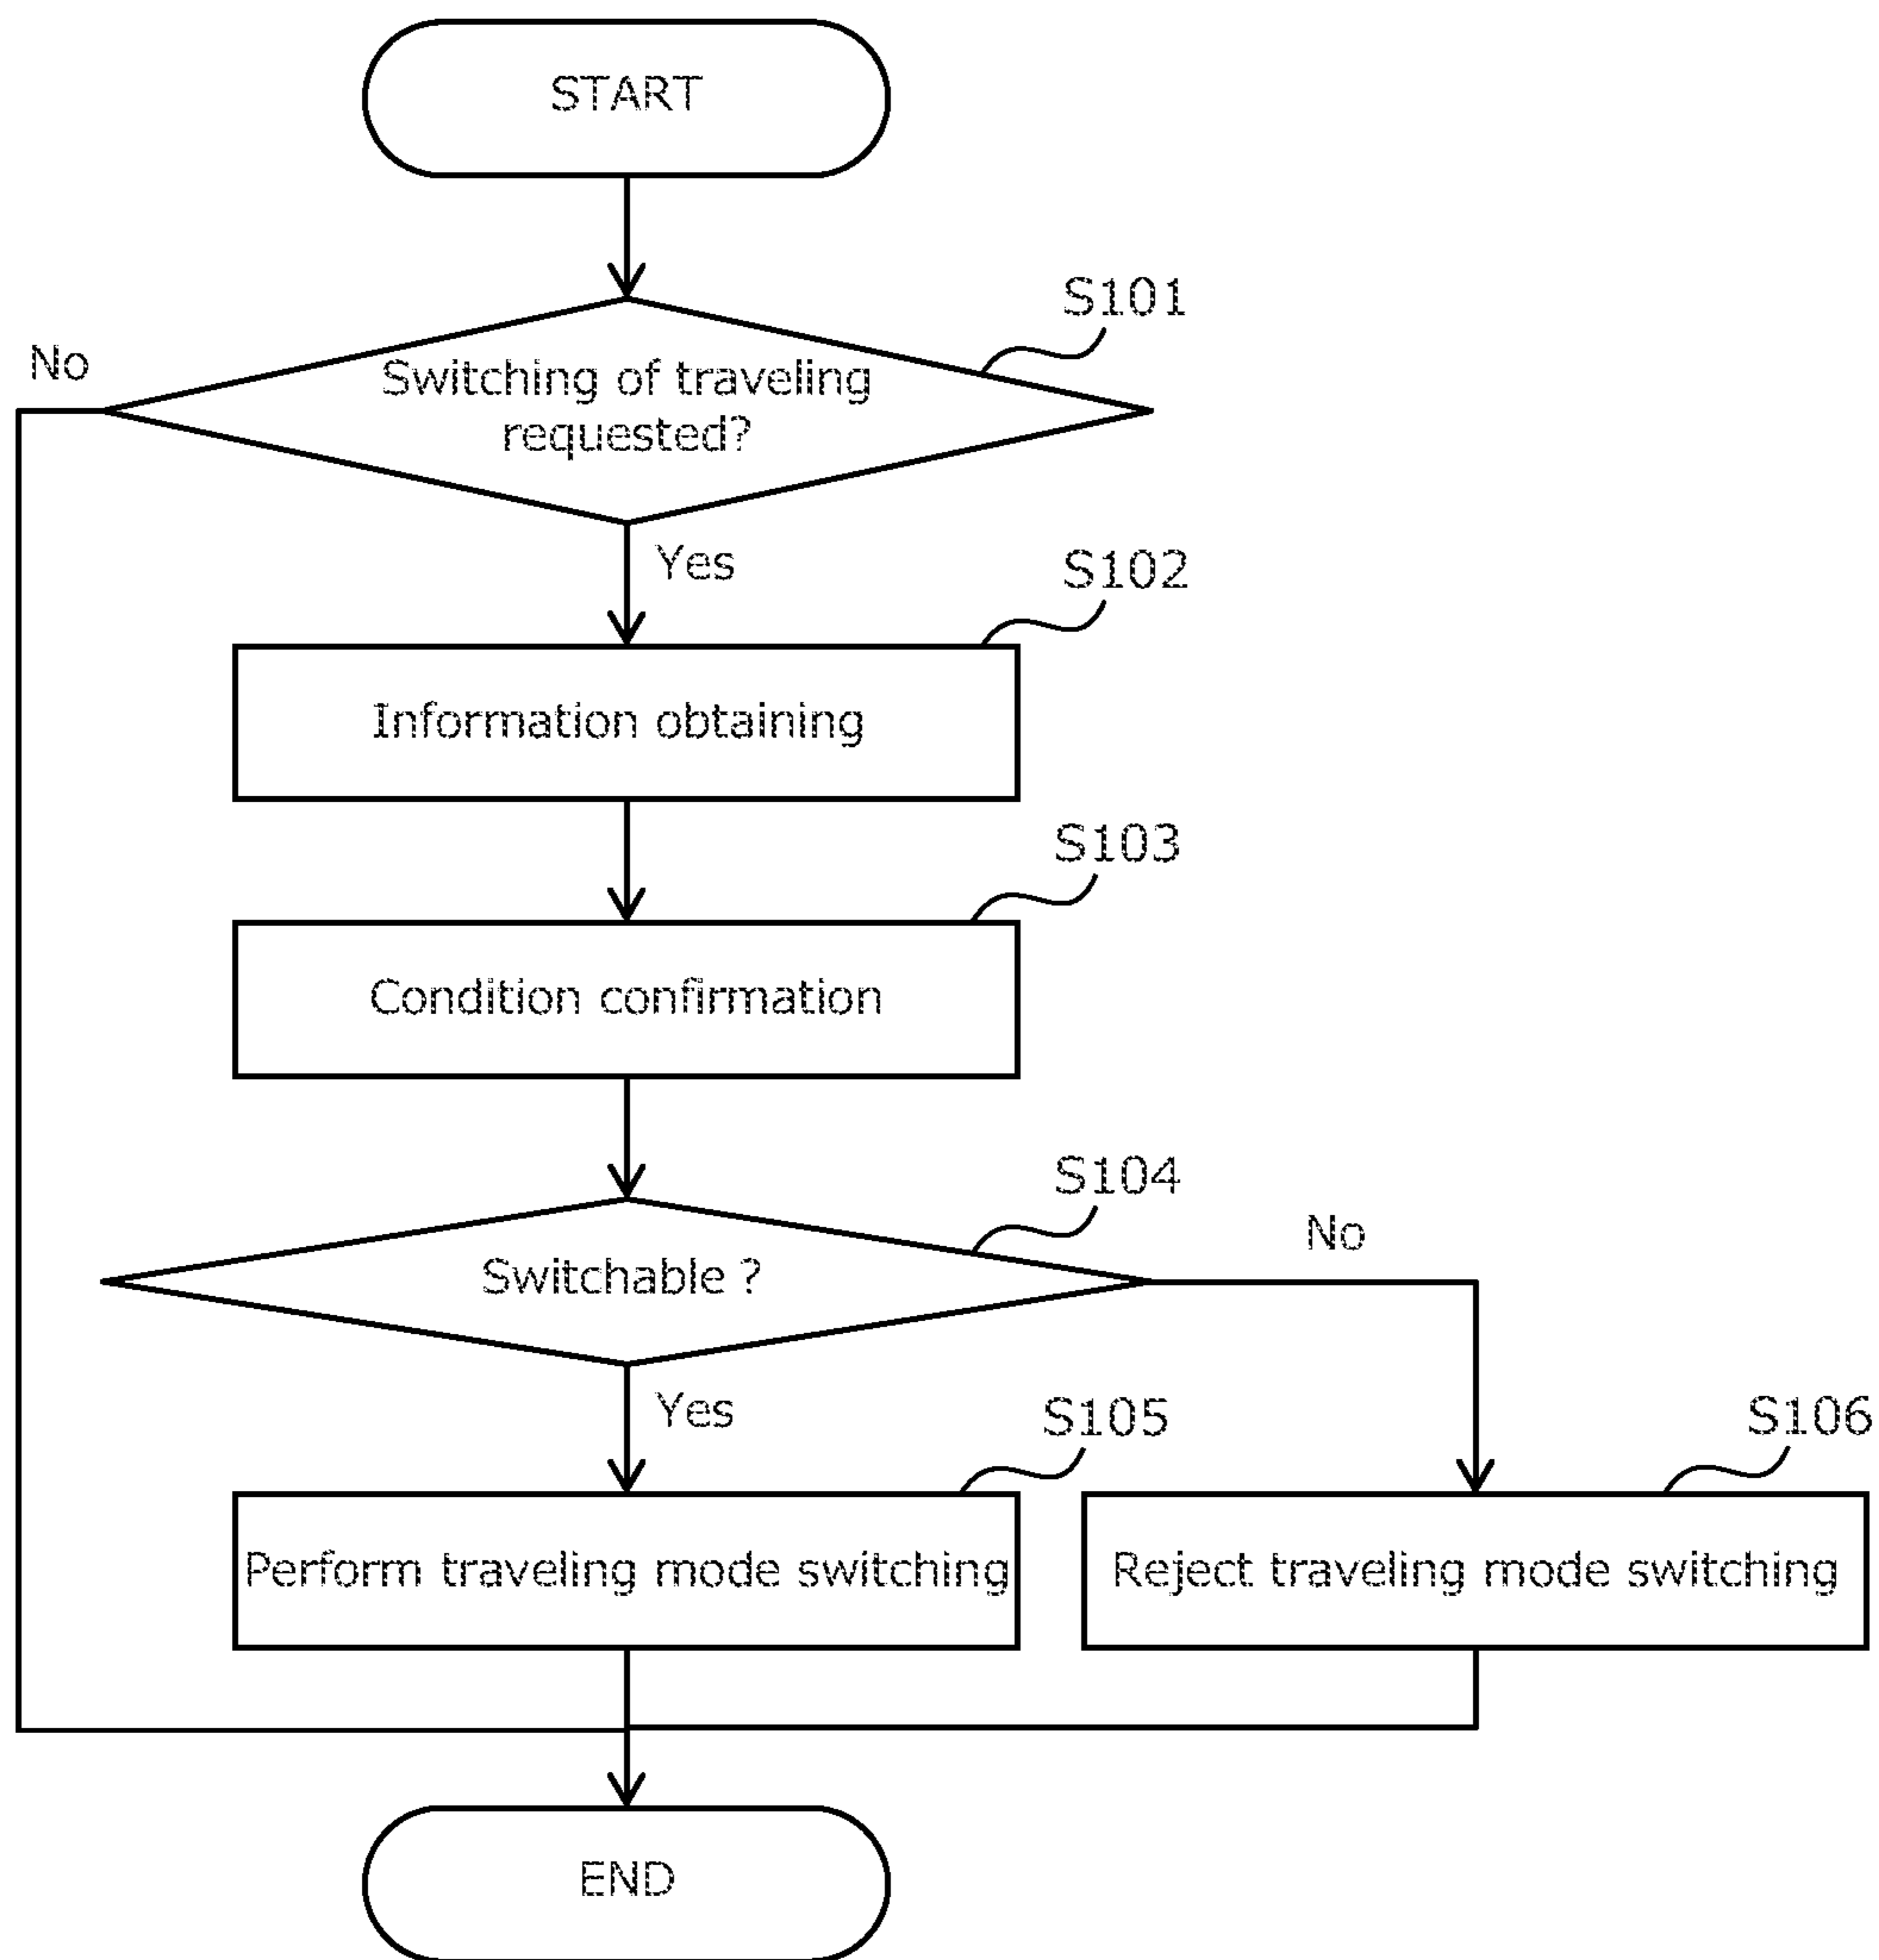 START
S101
No
Switching of traveling
requested?
Yes
S102
Information obtaining
S103
Condition confirmation
S104
No
Switchable ?
Yes
S105
S106
Perform traveling mode switching
Reject traveling mode switching
END